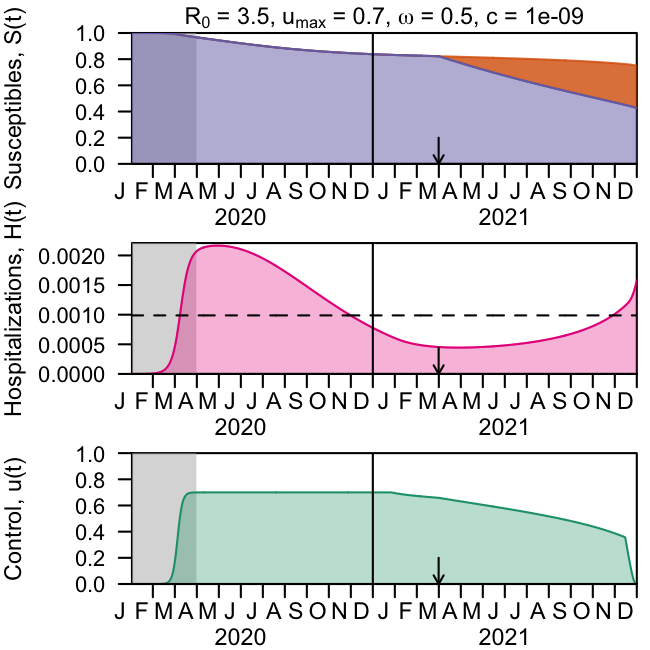 R₀ = 3.5, uₘₐₓ = 0.7, ω = 0.5, c = 1e-09
Susceptibles, S(t)
1.0
0.8
0.6
0.4
0.2
0.0
J F M A M J J A S O N D J F M A M J J A S O N D
2020 2021
Hospitalizations, H(t)
0.0020
0.0015
0.0010
0.0005
0.0000
J F M A M J J A S O N D J F M A M J J A S O N D
2020 2021
Control, u(t)
1.0
0.8
0.6
0.4
0.2
0.0
J F M A M J J A S O N D J F M A M J J A S O N D
2020 2021